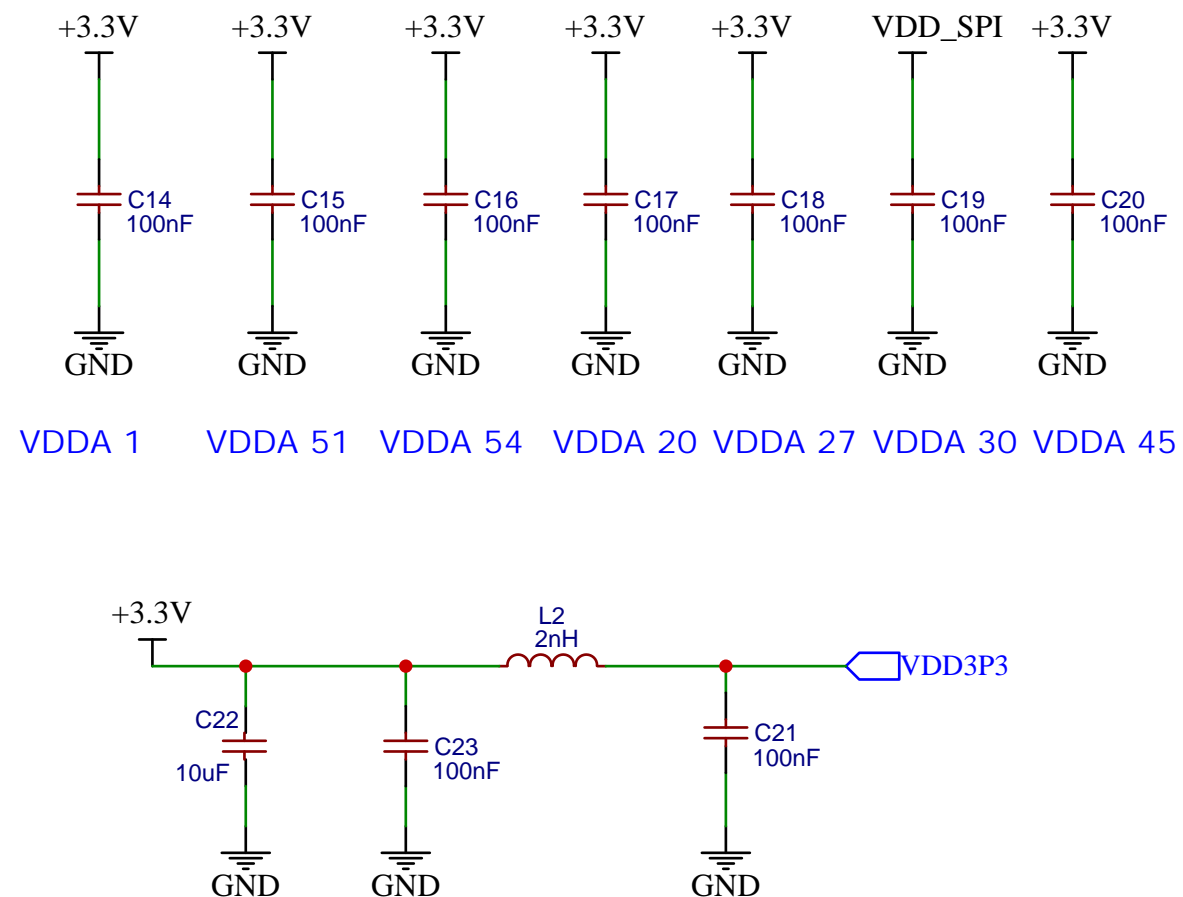 +3.3V +3.3V +3.3V +3.3V +3.3V VDD_SPI +3.3V
C14 C15 C16 C17 C18 C19 C20
100nF 100nF 100nF 100nF 100nF 100nF 100nF
GND GND GND GND GND GND GND
VDDA 1 VDDA 51 VDDA 54 VDDA 20 VDDA 27 VDDA 30 VDDA 45
+3.3V
L2
2nH
VDD3P3
C22
10uF
C23
100nF
C21
100nF
GND GND GND